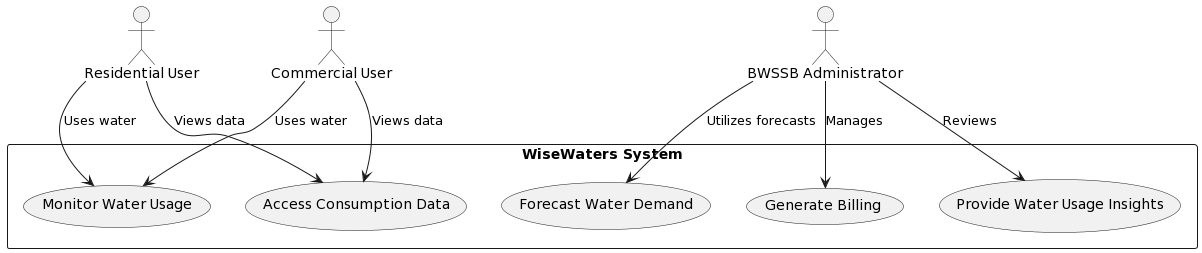 Residential User
Commercial User
BWSSB Administrator
Uses water
Views data
Uses water
Views data
Utilizes forecasts
Manages
Reviews
WiseWaters System
Monitor Water Usage
Access Consumption Data
Forecast Water Demand
Generate Billing
Provide Water Usage Insights